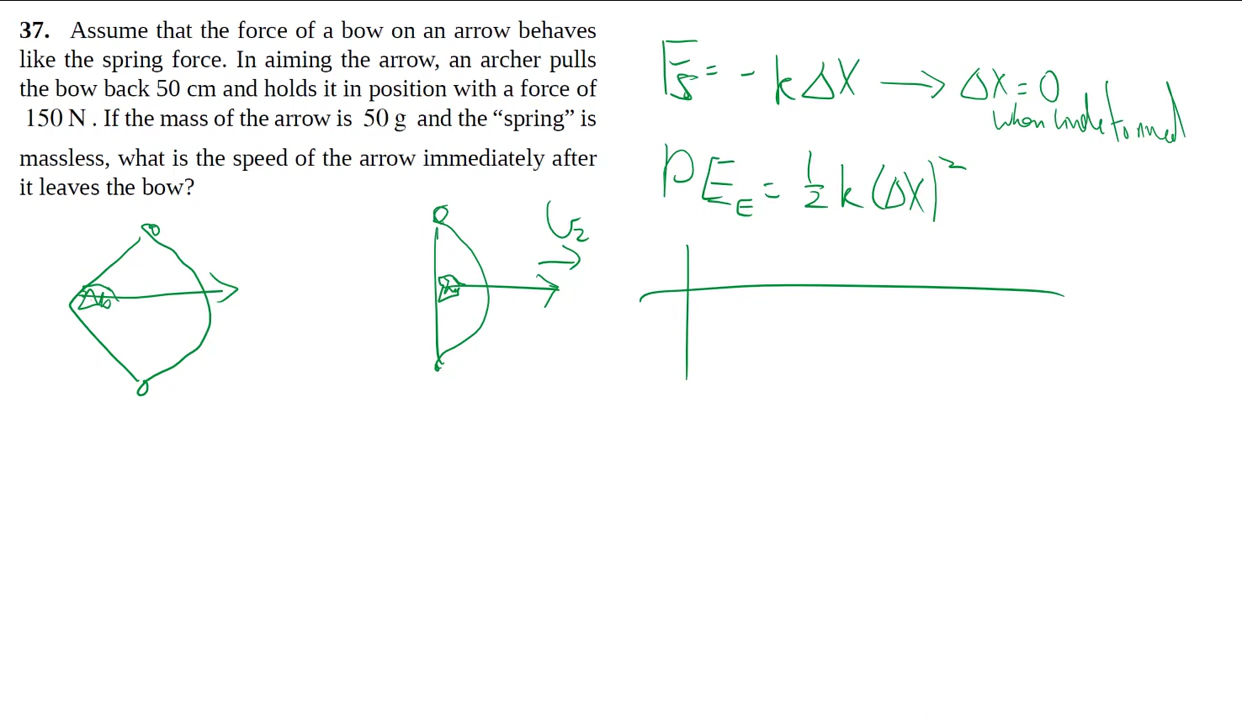 37. Assume that the force of a bow on an arrow behaves
like the spring force. In aiming the arrow, an archer pulls
the bow back 50 cm and holds it in position with a force of
150 N . If the mass of the arrow is 50 g and the “spring” is
massless, what is the speed of the arrow immediately after
it leaves the bow?
F_S = - k ΔX → ΔX = 0
when undeformed
PE_E = 1/2 k (ΔX)^2
v_2